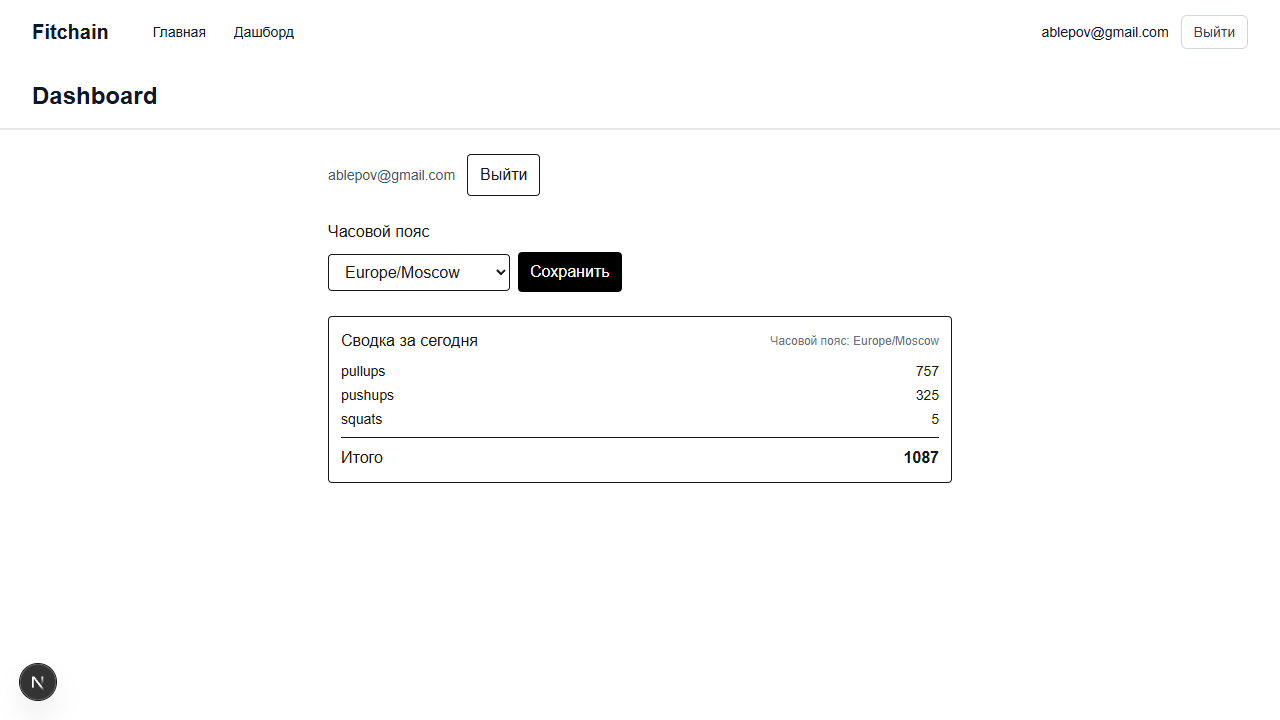 Fitchain Главная Дашборд ablepov@gmail.com Выйти
Dashboard
ablepov@gmail.com Выйти
Часовой пояс
Europe/Moscow Сохранить
Сводка за сегодня Часовой пояс: Europe/Moscow
pullups 757
pushups 325
squats 5
Итого 1087
N